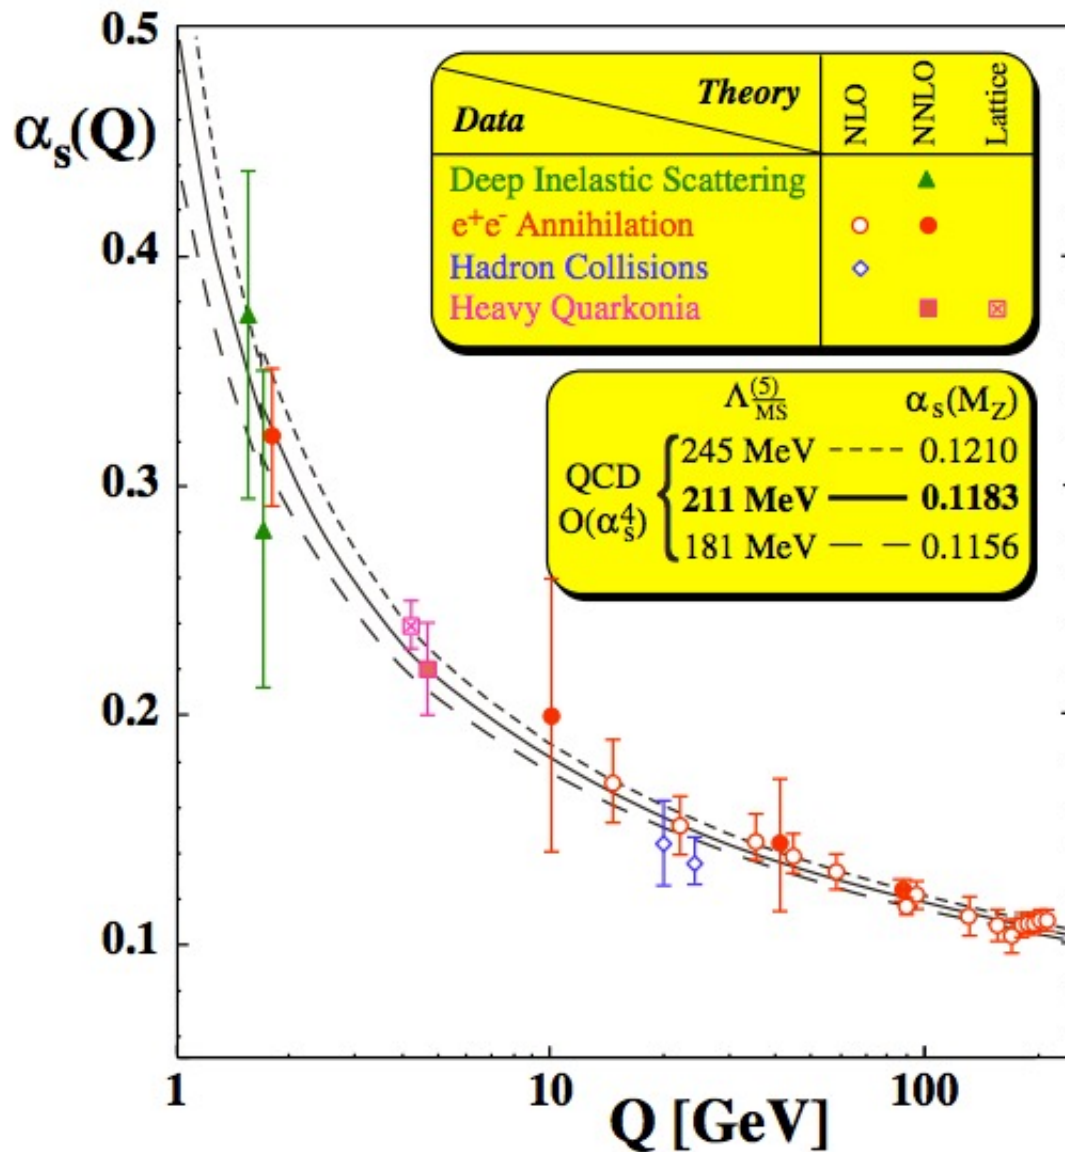 0.5
αs(Q)
0.4
0.3
0.2
0.1
Data Theory NLO NNLO Lattice
Deep Inelastic Scattering
e⁺e⁻ Annihilation
Hadron Collisions
Heavy Quarkonia
Λ(5)MS αs(MZ)
QCD O(αs⁴)
245 MeV 0.1210
211 MeV 0.1183
181 MeV 0.1156
1 10 100
Q [GeV]